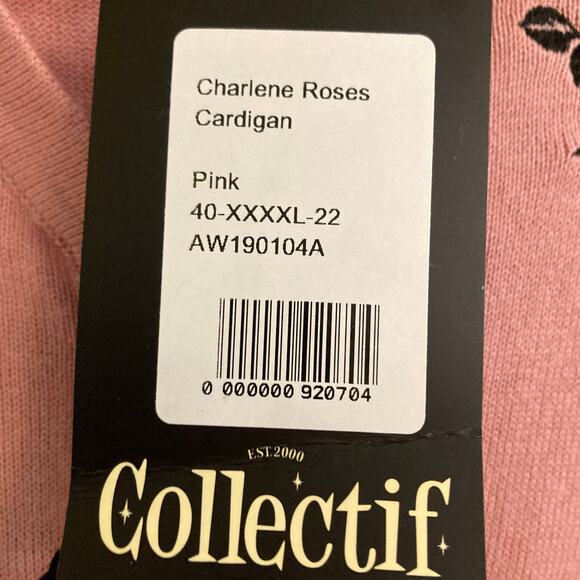 Charlene Roses
Cardigan
Pink
40-XXXXL-22
AW190104A
0 000000 920704
EST.2000
Collectif